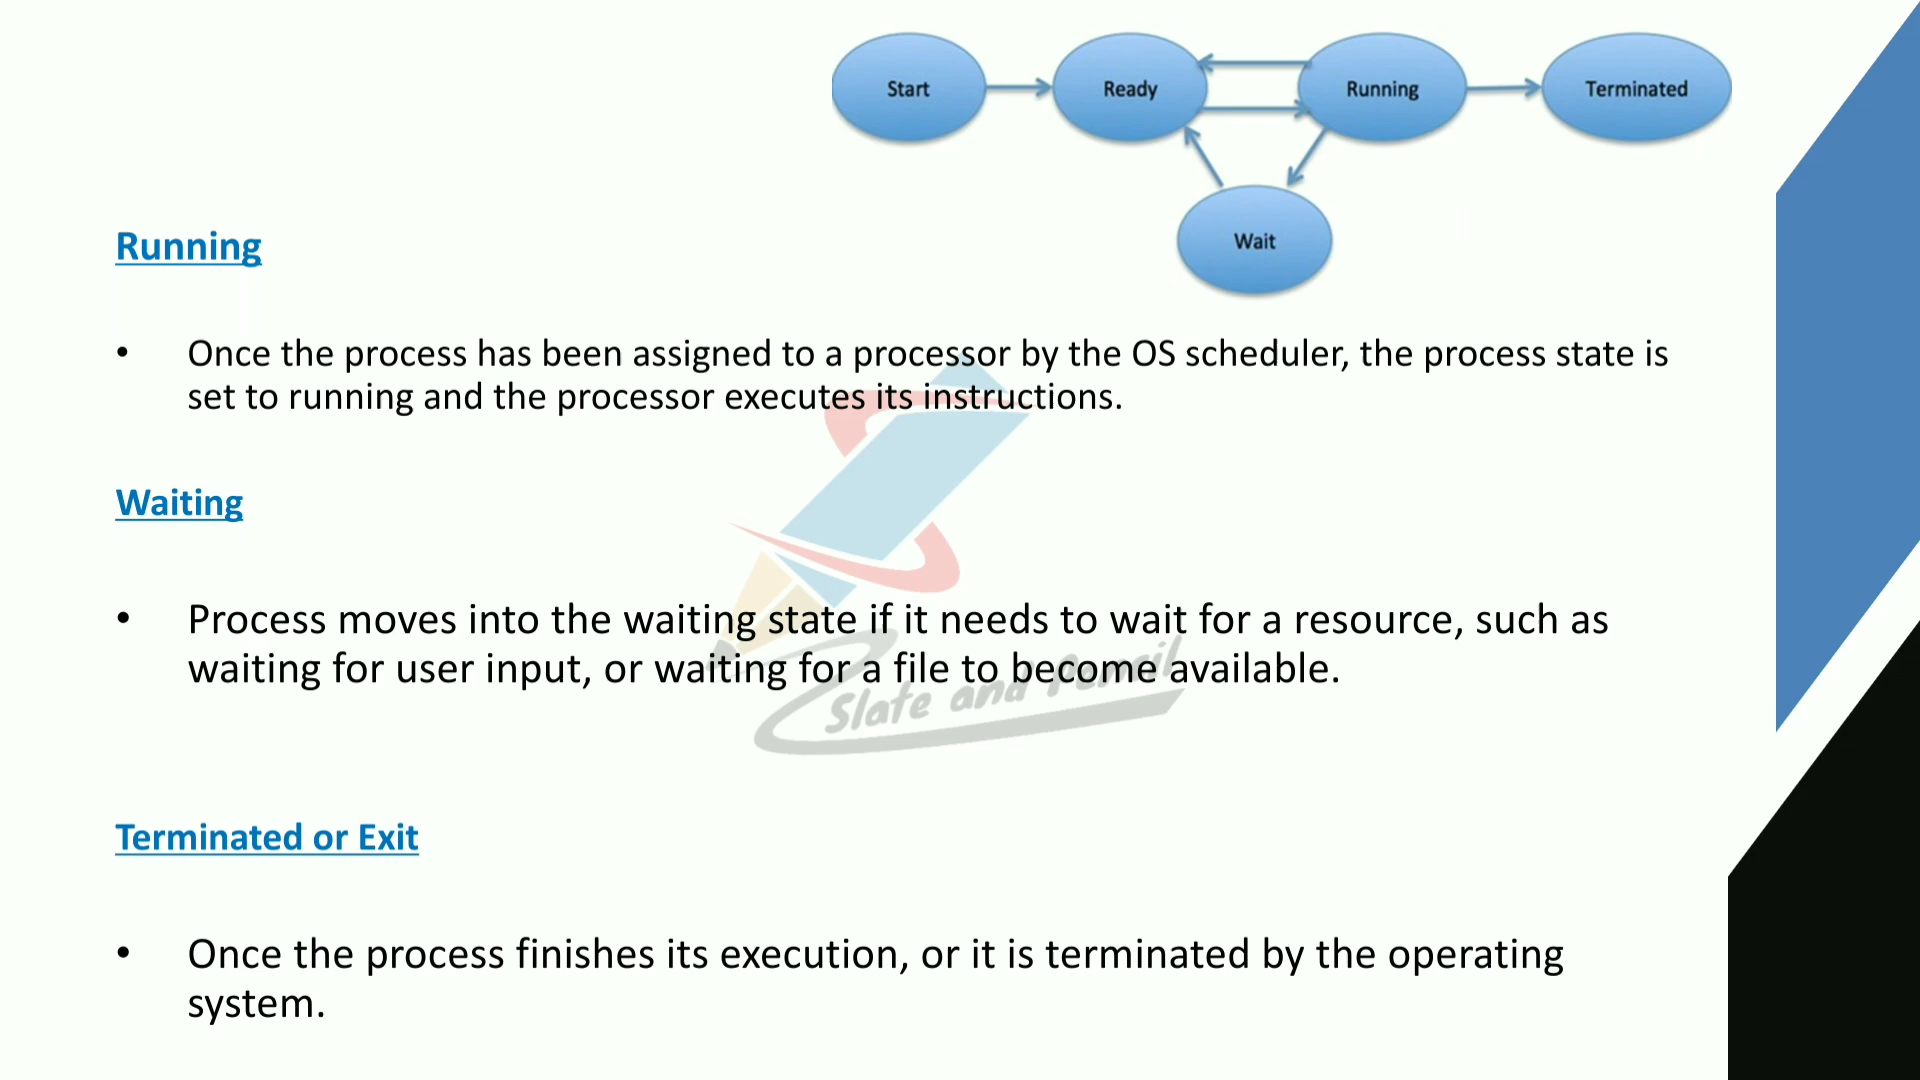 Start
Ready
Running
Terminated
Wait
Running
• Once the process has been assigned to a processor by the OS scheduler, the process state is
set to running and the processor executes its instructions.
Waiting
• Process moves into the waiting state if it needs to wait for a resource, such as
waiting for user input, or waiting for a file to become available.
Slate and Pencil
Terminated or Exit
• Once the process finishes its execution, or it is terminated by the operating
system.